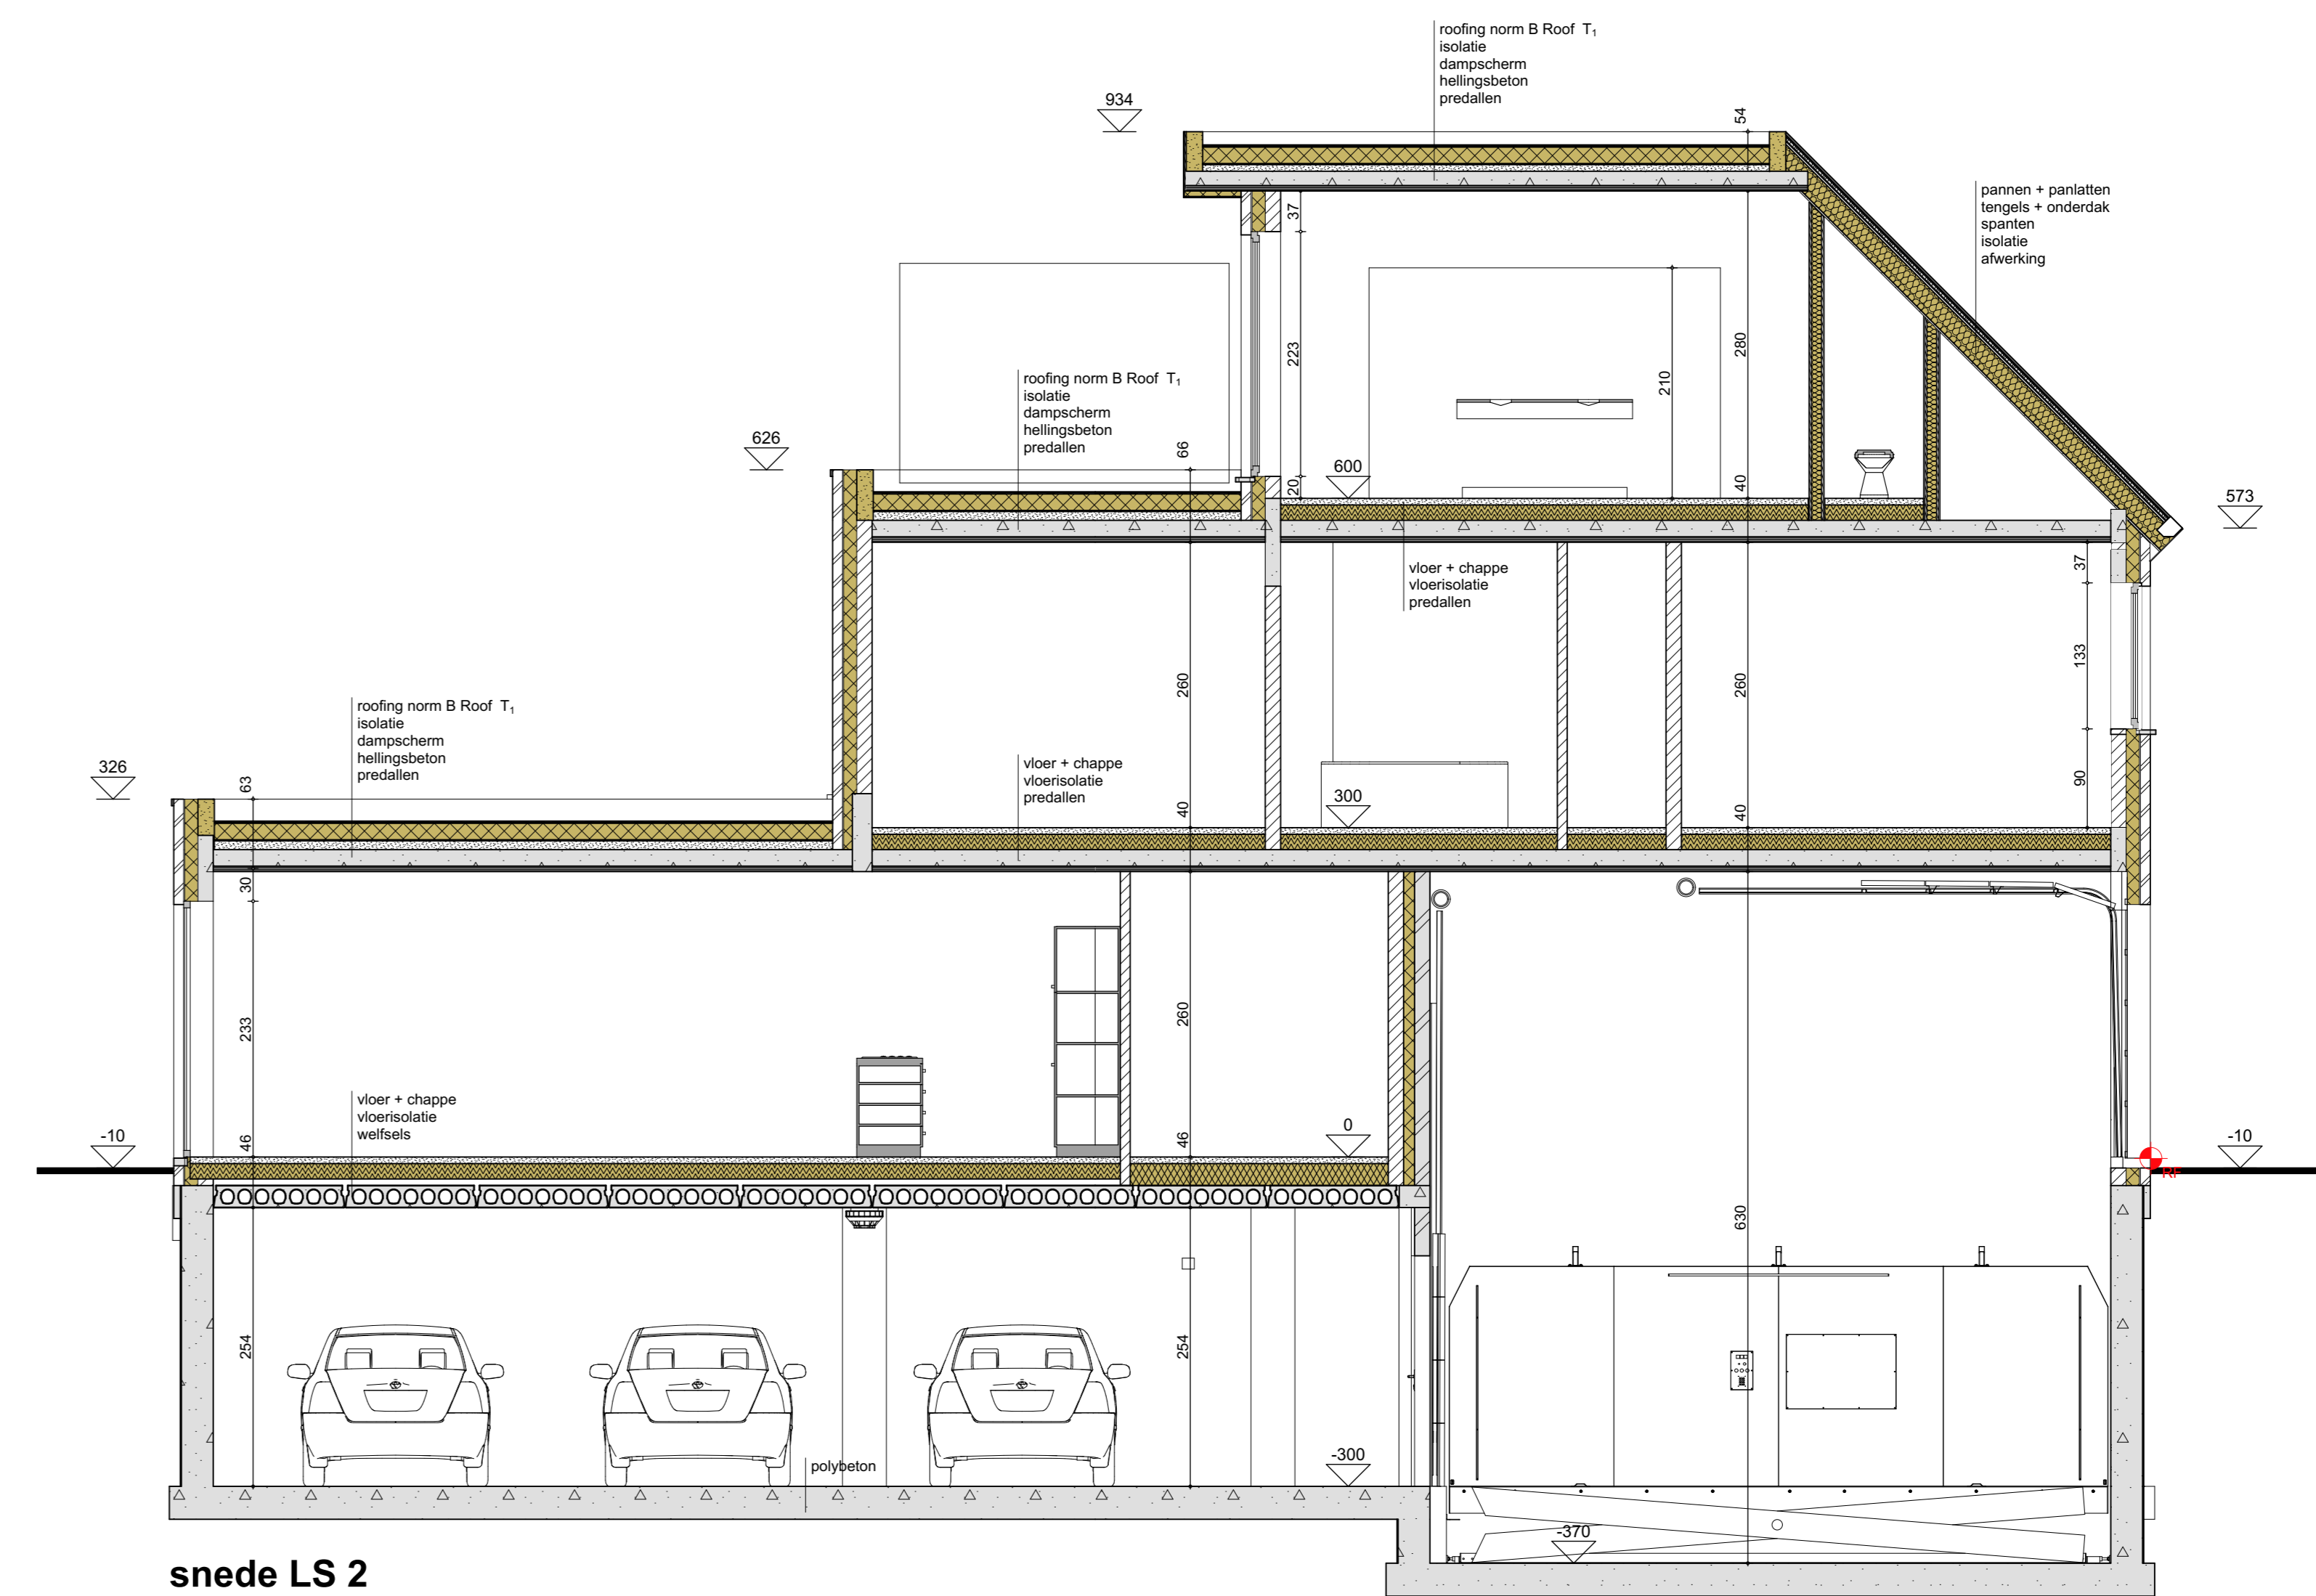 roofing norm B Roof T₁
isolatie
dampscherm
hellingsbeton
predallen
934
54
pannen + panlatten
tengels + onderdak
spanten
isolatie
afwerking
37
223
280
210
roofing norm B Roof T₁
isolatie
dampscherm
hellingsbeton
predallen
626
66
600
20
40
573
vloer + chappe
vloerisolatie
predallen
37
133
90
260
260
roofing norm B Roof T₁
isolatie
dampscherm
hellingsbeton
predallen
326
63
vloer + chappe
vloerisolatie
predallen
40
300
40
30
233
260
vloer + chappe
vloerisolatie
welfsels
-10
46
46
0
-10
RF
630
254
254
polybeton
-300
-370
snede LS 2